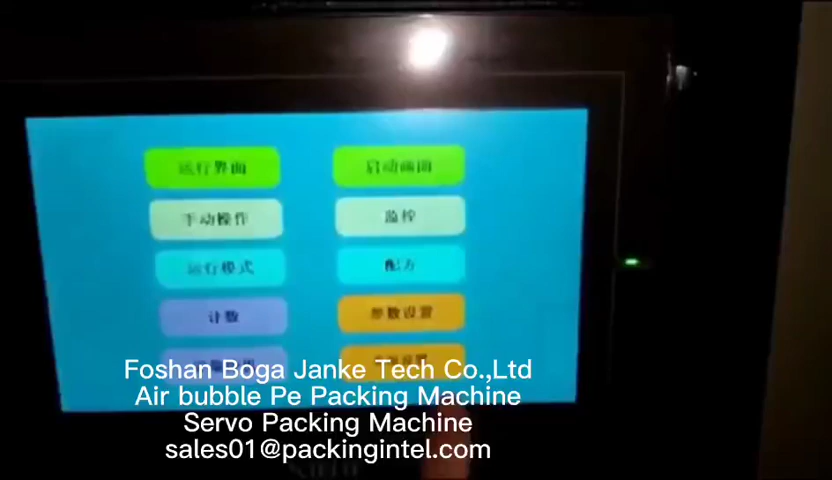 运行界面
启动画面
手动操作
监控
运行模式
配方
计数
参数设置
Foshan Boga Janke Tech Co.,Ltd
Air bubble Pe Packing Machine
Servo Packing Machine
sales01@packingintel.com